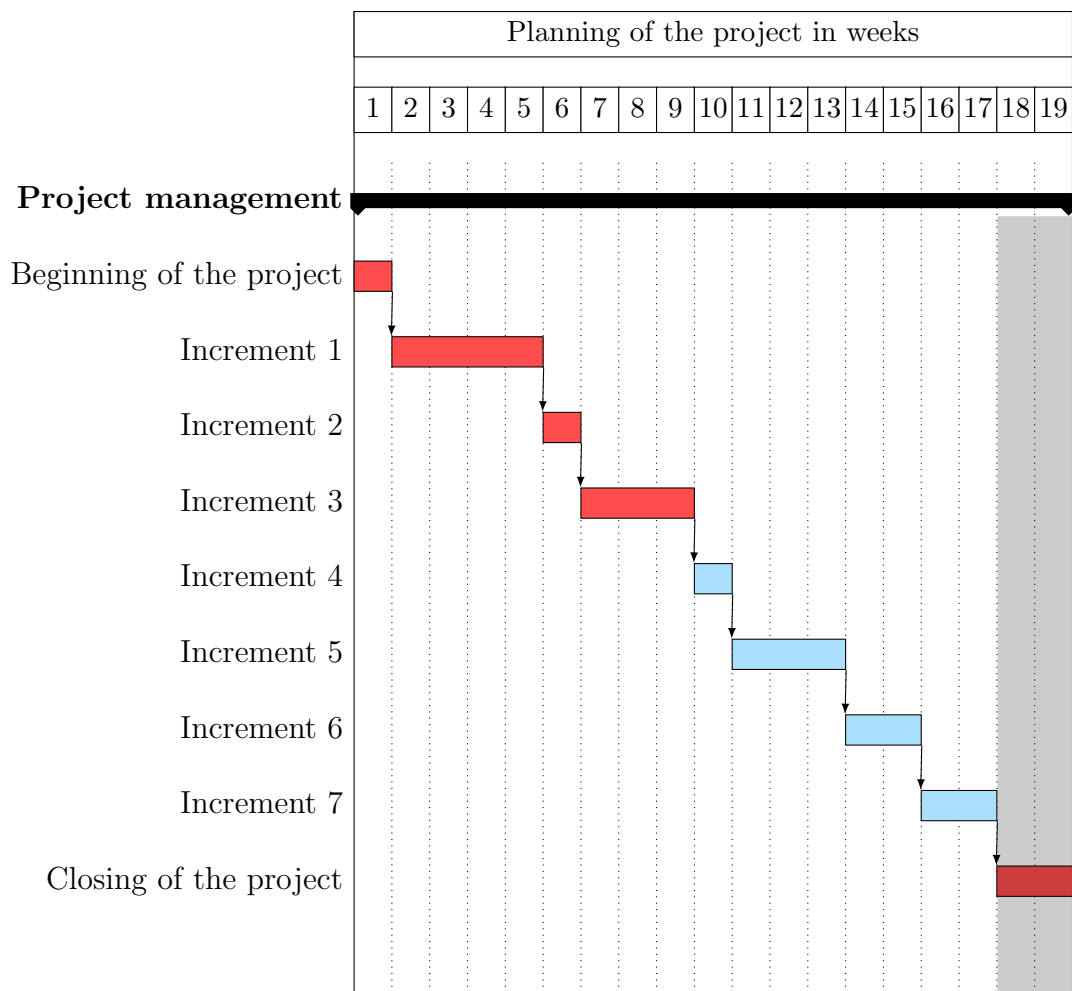 Planning of the project in weeks
1 2 3 4 5 6 7 8 9 10 11 12 13 14 15 16 17 18 19
Project management
Beginning of the project
Increment 1
Increment 2
Increment 3
Increment 4
Increment 5
Increment 6
Increment 7
Closing of the project